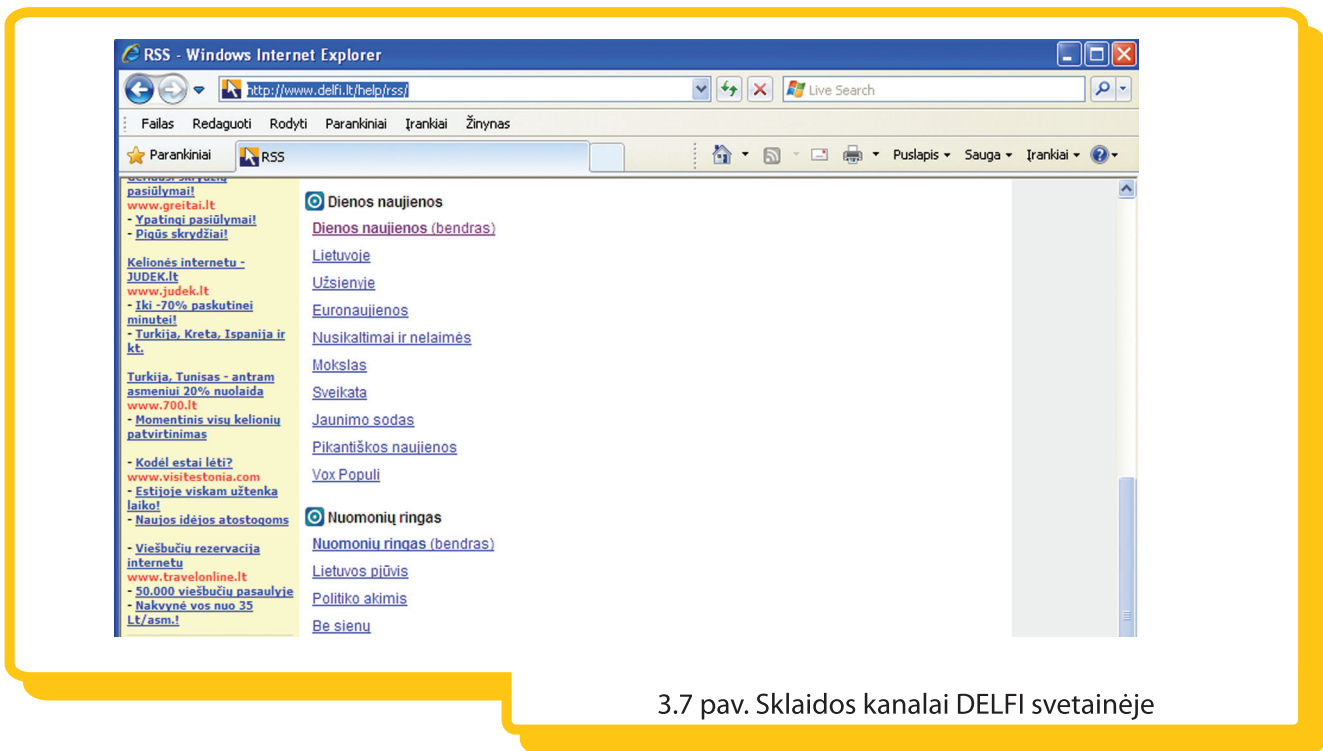 RSS - Windows Internet Explorer
http://www.delfi.lt/help/rss/
Live Search
Failas Redaguoti Rodyti Parankiniai Įrankiai Žinynas
Parankiniai
RSS
Puslapis Sauga Įrankiai
pasiūlymai!
www.greitai.lt
- Ypatingi pasiūlymai!
- Pigūs skrydžiai!
Kelionės internetu -
JUDEK.lt
www.judek.lt
- Iki -70% paskutinei
minutei!
- Turkija, Kreta, Ispanija ir
kt.
Turkija, Tunisas - antram
asmeniui 20% nuolaida
www.700.lt
- Momentinis visų kelionių
patvirtinimas
- Kodėl estai lėti?
www.visitestonia.com
- Estijoje viskam užtenka
laiko!
- Naujos idėjos atostogoms
- Viešbučių rezervacija
internetu
www.travelonline.lt
- 50.000 viešbučių pasaulyje
- Nakvynė vos nuo 35
Lt/asm.!
Dienos naujienos
Dienos naujienos (bendras)
Lietuvoje
Užsienyje
Euronaujienos
Nusikaltimai ir nelaimės
Mokslas
Sveikata
Jaunimo sodas
Pikantiškos naujienos
Vox Populi
Nuomonių ringas
Nuomonių ringas (bendras)
Lietuvos pjūvis
Politiko akimis
Be sienų
3.7 pav. Sklaidos kanalai DELFI svetainėje